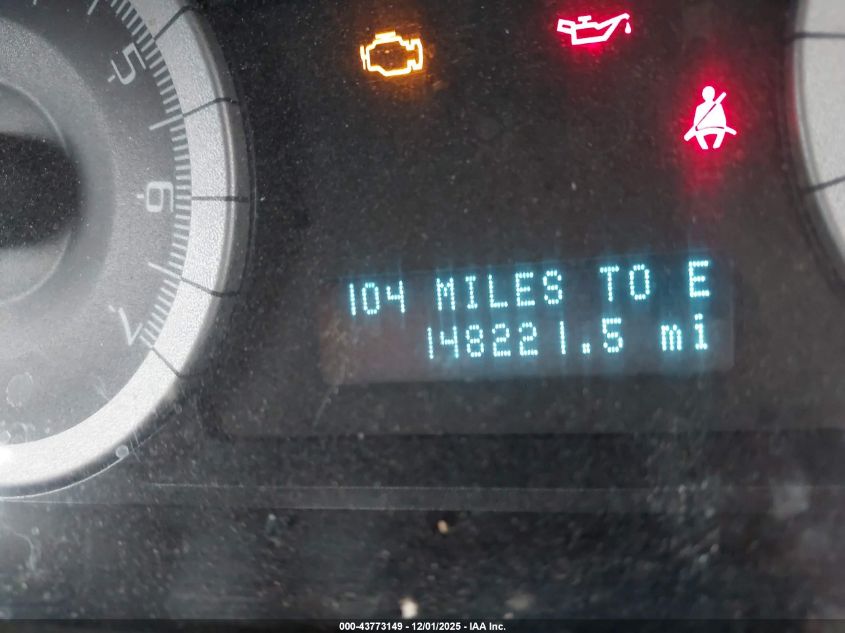 5
6
7
104 MILES TO E
148221.5 mi
000-43773149 - 12/01/2025 - IAA Inc.